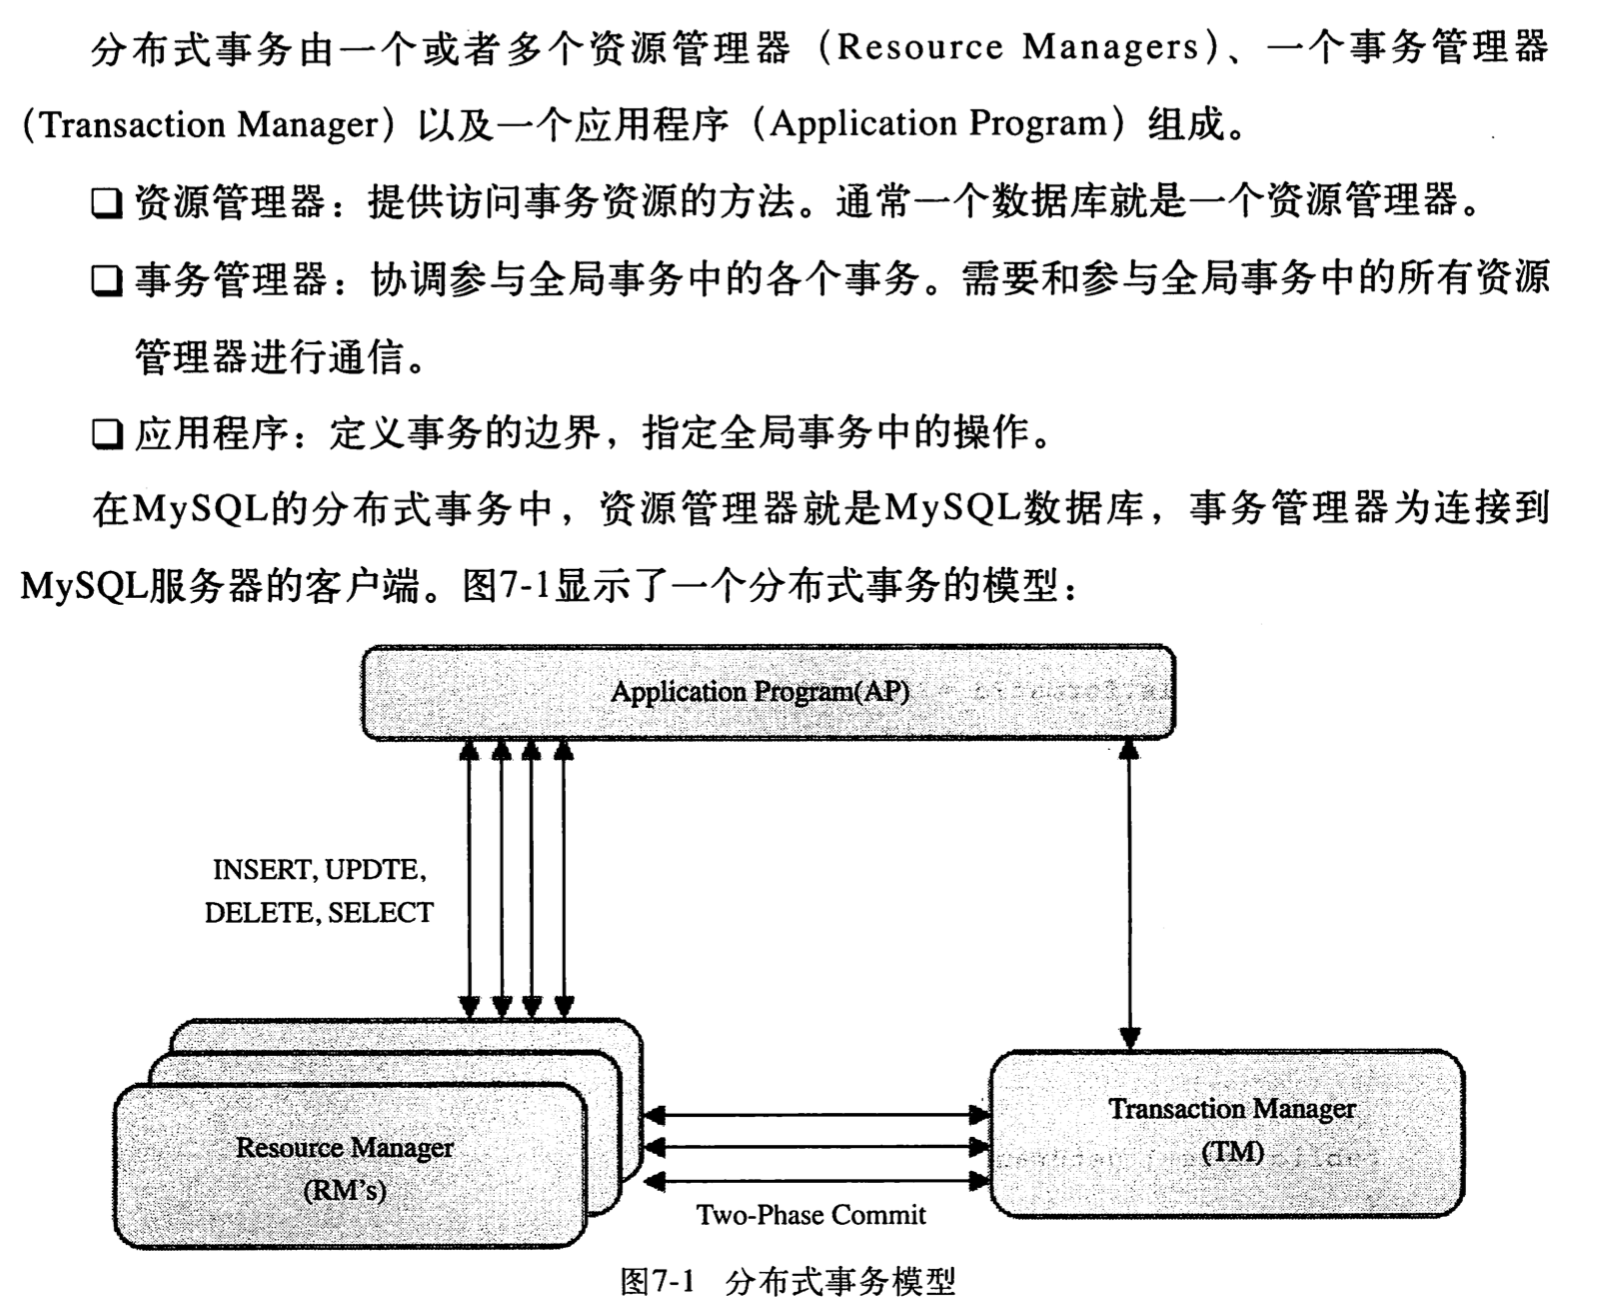 分布式事务由一个或者多个资源管理器（Resource Managers）、一个事务管理器
（Transaction Manager）以及一个应用程序（Application Program）组成。
❑ 资源管理器：提供访问事务资源的方法。通常一个数据库就是一个资源管理器。
❑ 事务管理器：协调参与全局事务中的各个事务。需要和参与全局事务中的所有资源
管理器进行通信。
❑ 应用程序：定义事务的边界，指定全局事务中的操作。
在MySQL的分布式事务中，资源管理器就是MySQL数据库，事务管理器为连接到
MySQL服务器的客户端。图7-1显示了一个分布式事务的模型：
Application Program(AP)
INSERT, UPDTE,
DELETE, SELECT
Resource Manager
(RM's)
Transaction Manager
(TM)
Two-Phase Commit
图7-1 分布式事务模型